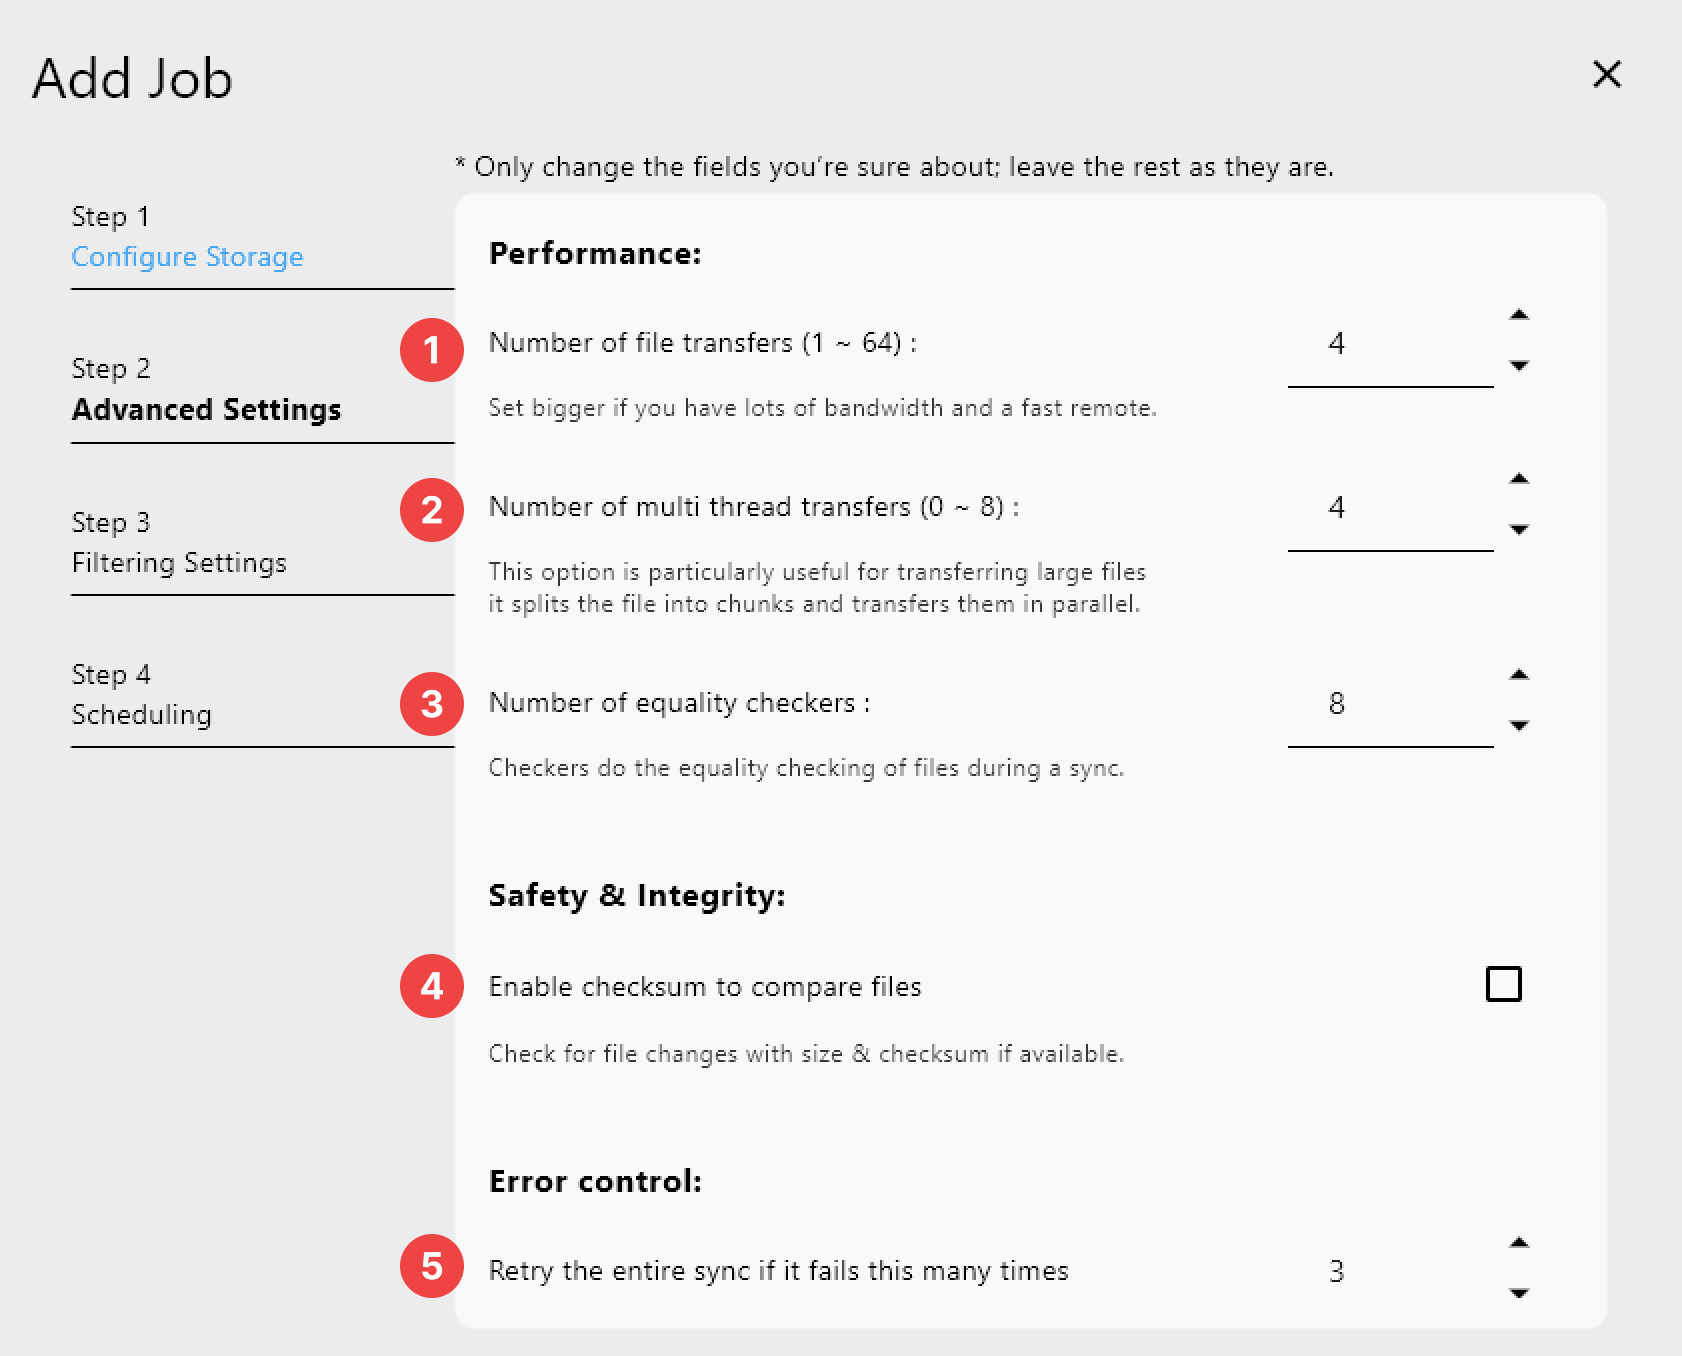 Add Job
* Only change the fields you’re sure about; leave the rest as they are.
Step 1
Configure Storage
Step 2
Advanced Settings
Step 3
Filtering Settings
Step 4
Scheduling
Performance:
1
Number of file transfers (1 ~ 64) :
4
Set bigger if you have lots of bandwidth and a fast remote.
2
Number of multi thread transfers (0 ~ 8) :
4
This option is particularly useful for transferring large files
it splits the file into chunks and transfers them in parallel.
3
Number of equality checkers :
8
Checkers do the equality checking of files during a sync.
Safety & Integrity:
4
Enable checksum to compare files
Check for file changes with size & checksum if available.
Error control:
5
Retry the entire sync if it fails this many times
3